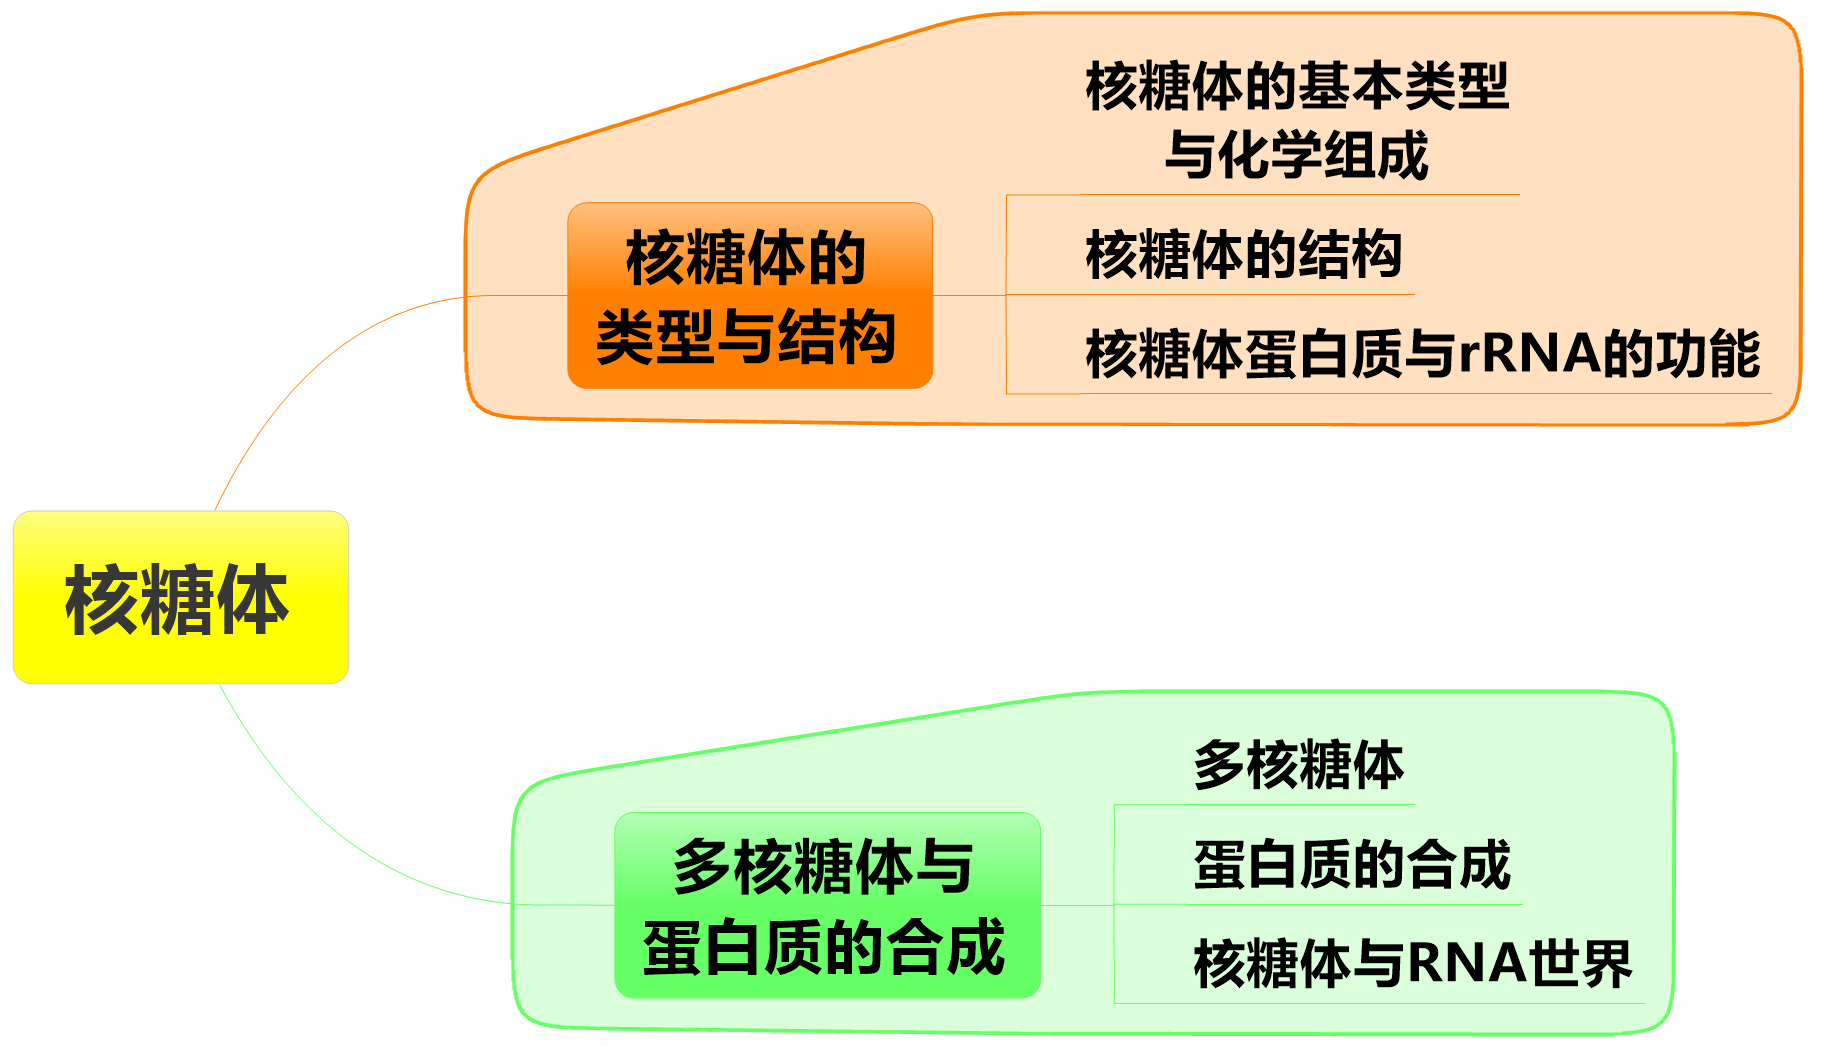 核糖体
核糖体的
类型与结构
核糖体的基本类型
与化学组成
核糖体的结构
核糖体蛋白质与rRNA的功能
多核糖体与
蛋白质的合成
多核糖体
蛋白质的合成
核糖体与RNA世界